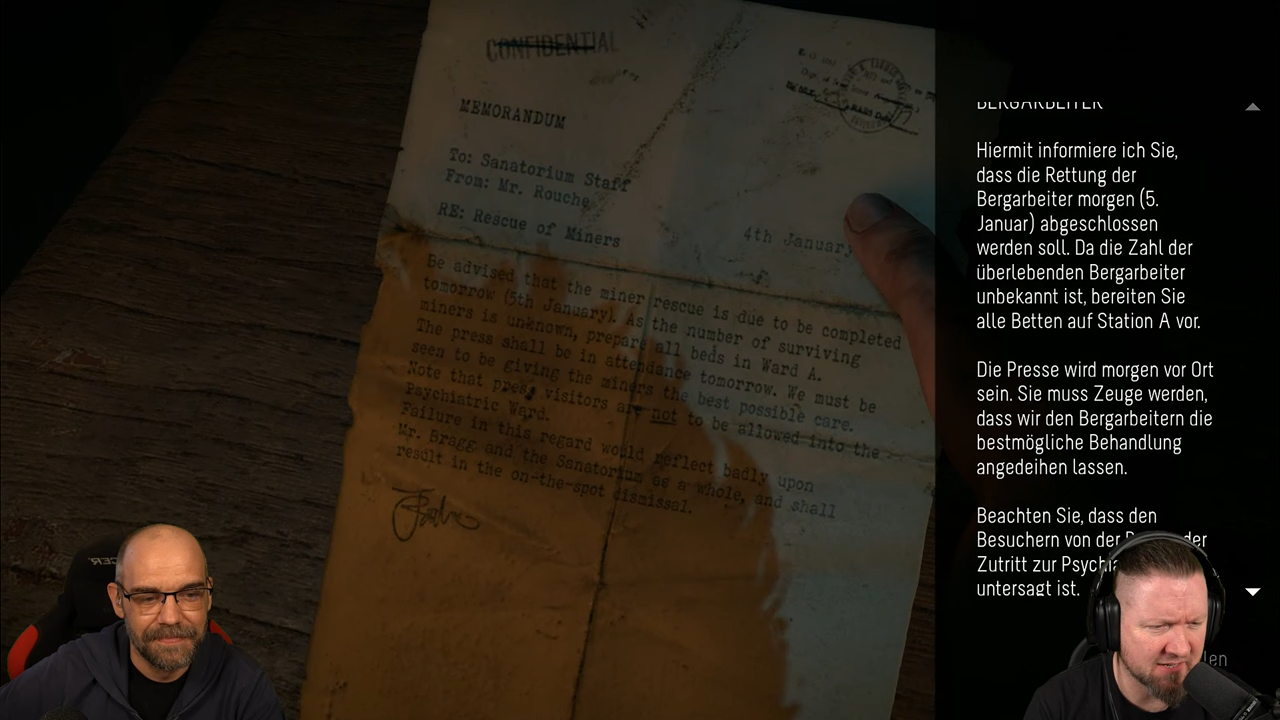 CONFIDENTIAL
MEMORANDUM
To: Sanatorium Staff
From: Mr. Rouche
RE: Rescue of Miners
4th January
Be advised that the miner rescue is due to be completed
tomorrow (5th January). As the number of surviving
miners is unknown, prepare all beds in Ward A.
The press shall be in attendance tomorrow. We must be
seen to be giving the miners the best possible care.
Note that press visitors are not to be allowed into the
Psychiatric Ward.
Failure in this regard would reflect badly upon
Mr. Bragg and the Sanatorium as a whole, and shall
result in the on-the-spot dismissal.
BERGARBEITER
Hiermit informiere ich Sie,
dass die Rettung der
Bergarbeiter morgen (5.
Januar) abgeschlossen
werden soll. Da die Zahl der
überlebenden Bergarbeiter
unbekannt ist, bereiten Sie
alle Betten auf Station A vor.
Die Presse wird morgen vor Ort
sein. Sie muss Zeuge werden,
dass wir den Bergarbeitern die
bestmögliche Behandlung
angedeihen lassen.
Beachten Sie, dass den
Besuchern von der
Zutritt zur
untersagt ist.